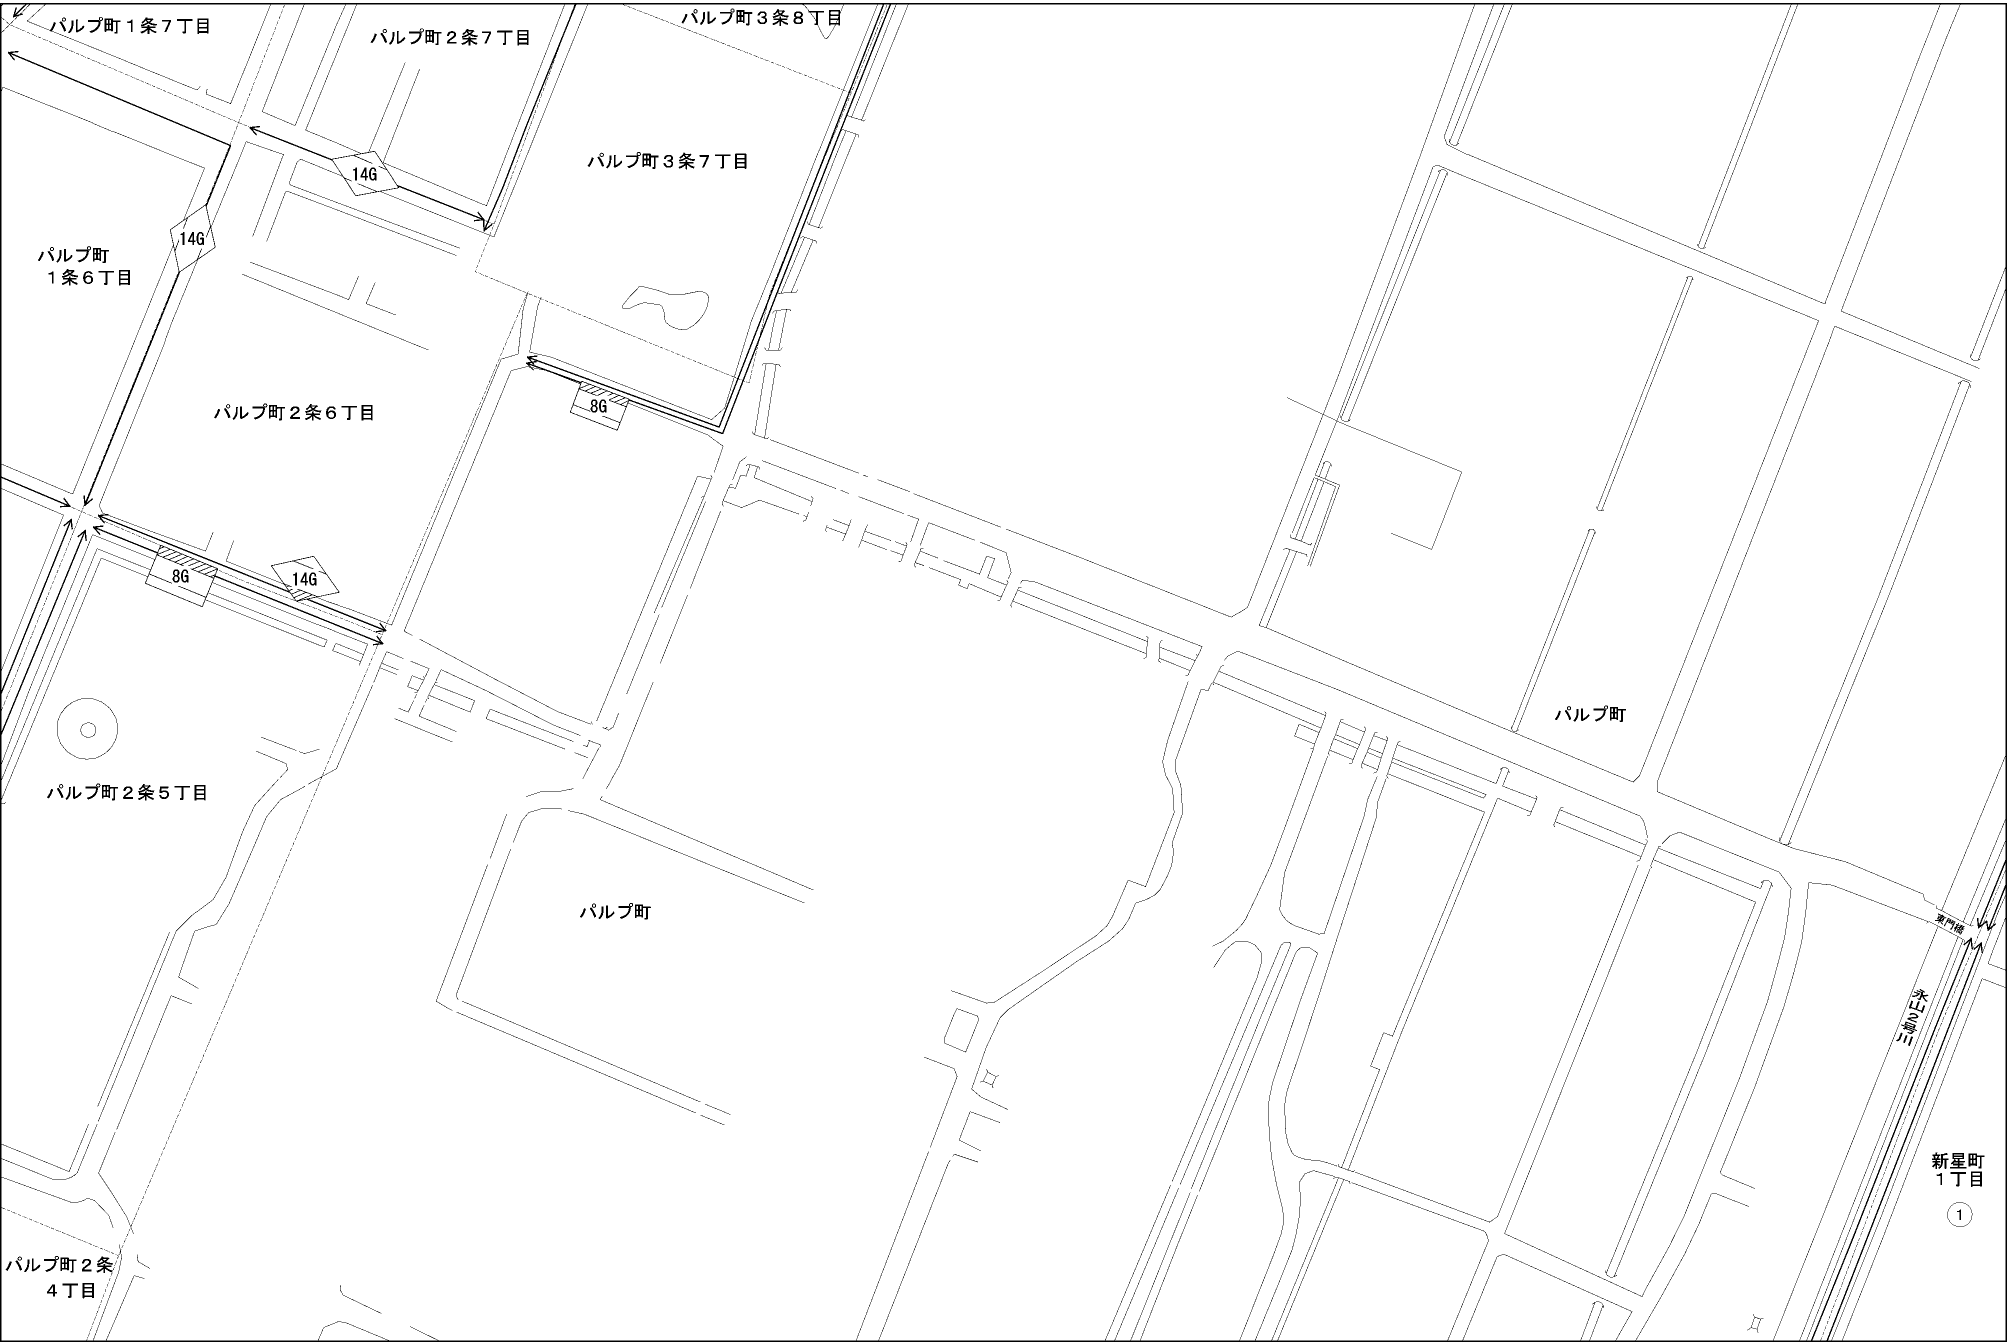 パルプ町１条７丁目
パルプ町２条７丁目
パルプ町３条８丁目
パルプ町３条７丁目
14G
14G
パルプ町
１条６丁目
パルプ町２条６丁目
8G
8G
14G
パルプ町
パルプ町２条５丁目
パルプ町
東門橋
永山２号川
新星町
１丁目
1
パルプ町２条
４丁目